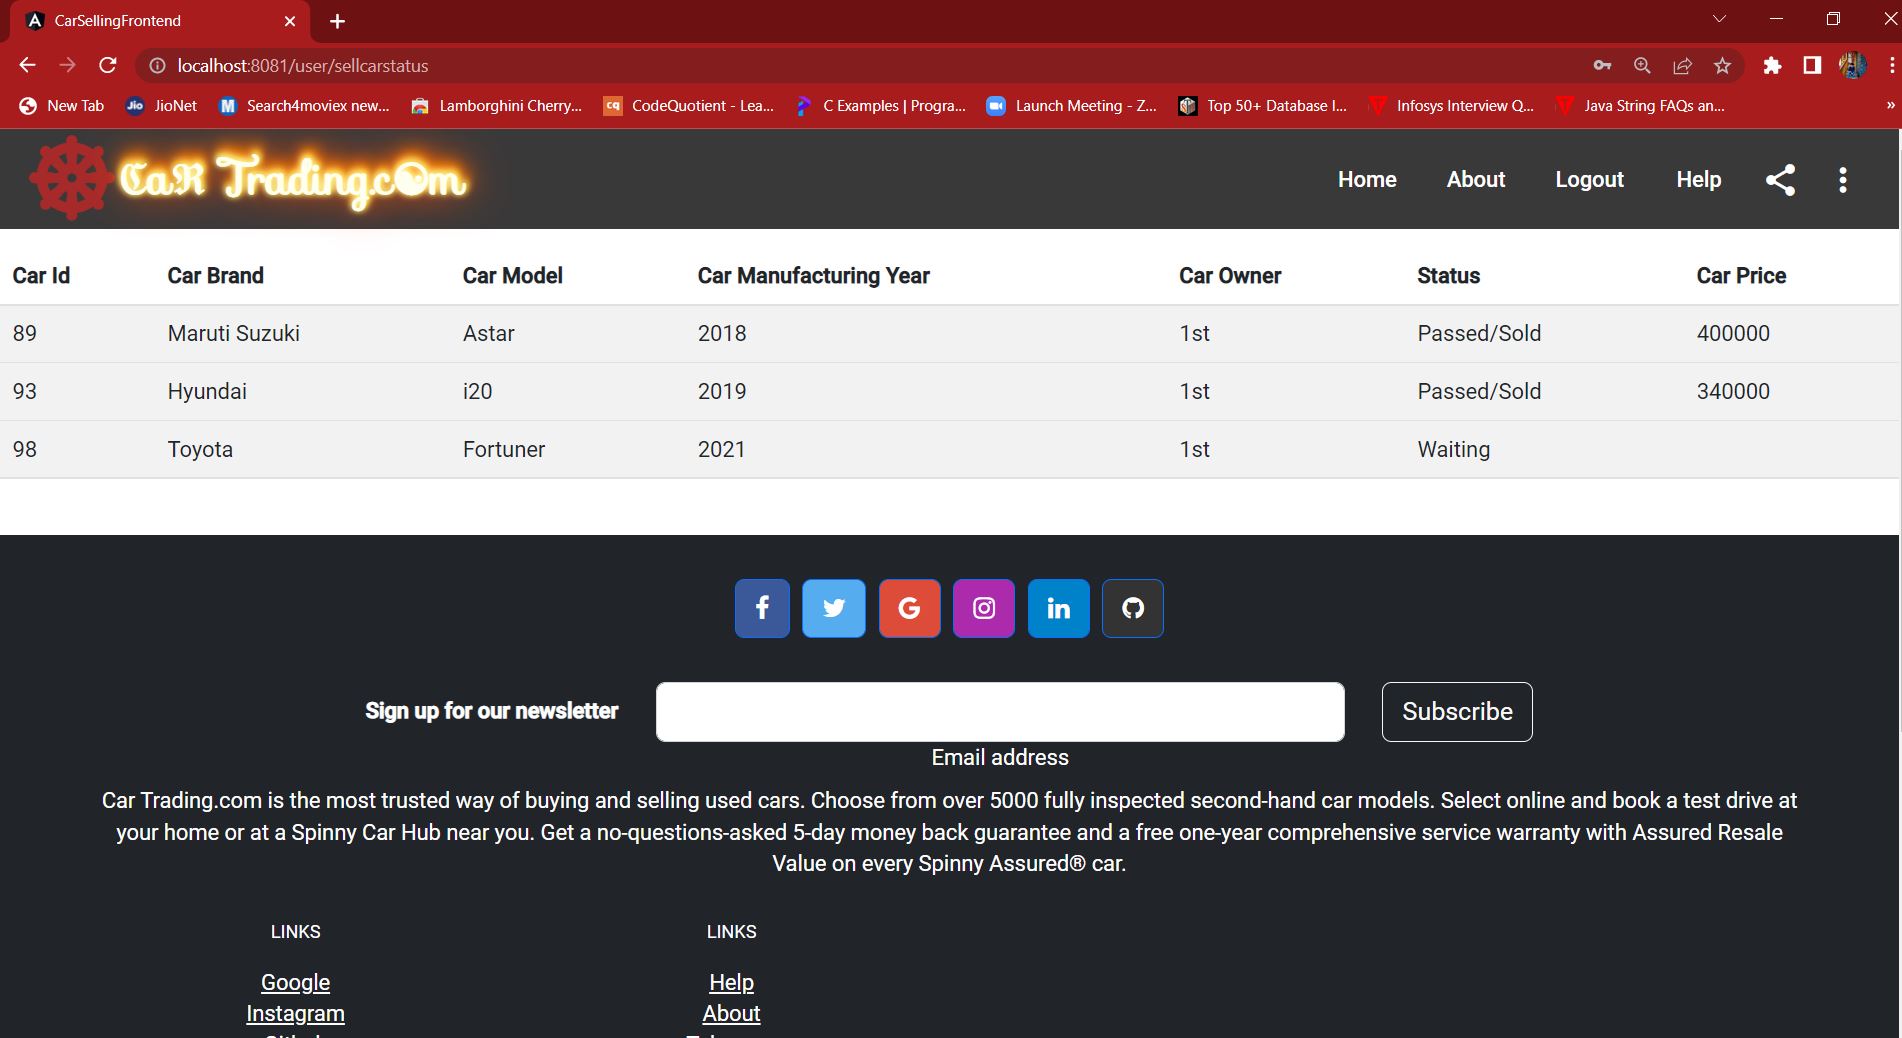 CarSellingFrontend
localhost:8081/user/sellcarstatus
New Tab JioNet Search4moviex new... Lamborghini Cherry... CodeQuotient - Lea... C Examples | Progra... Launch Meeting - Z... Top 50+ Database I... Infosys Interview Q... Java String FAQs an... »
CaR Trading.com Home About Logout Help
Car Id Car Brand Car Model Car Manufacturing Year Car Owner Status Car Price
89 Maruti Suzuki Astar 2018 1st Passed/Sold 400000
93 Hyundai i20 2019 1st Passed/Sold 340000
98 Toyota Fortuner 2021 1st Waiting
Sign up for our newsletter Subscribe
Email address
Car Trading.com is the most trusted way of buying and selling used cars. Choose from over 5000 fully inspected second-hand car models. Select online and book a test drive at
your home or at a Spinny Car Hub near you. Get a no-questions-asked 5-day money back guarantee and a free one-year comprehensive service warranty with Assured Resale
Value on every Spinny Assured® car.
LINKS LINKS
Google Help
Instagram About